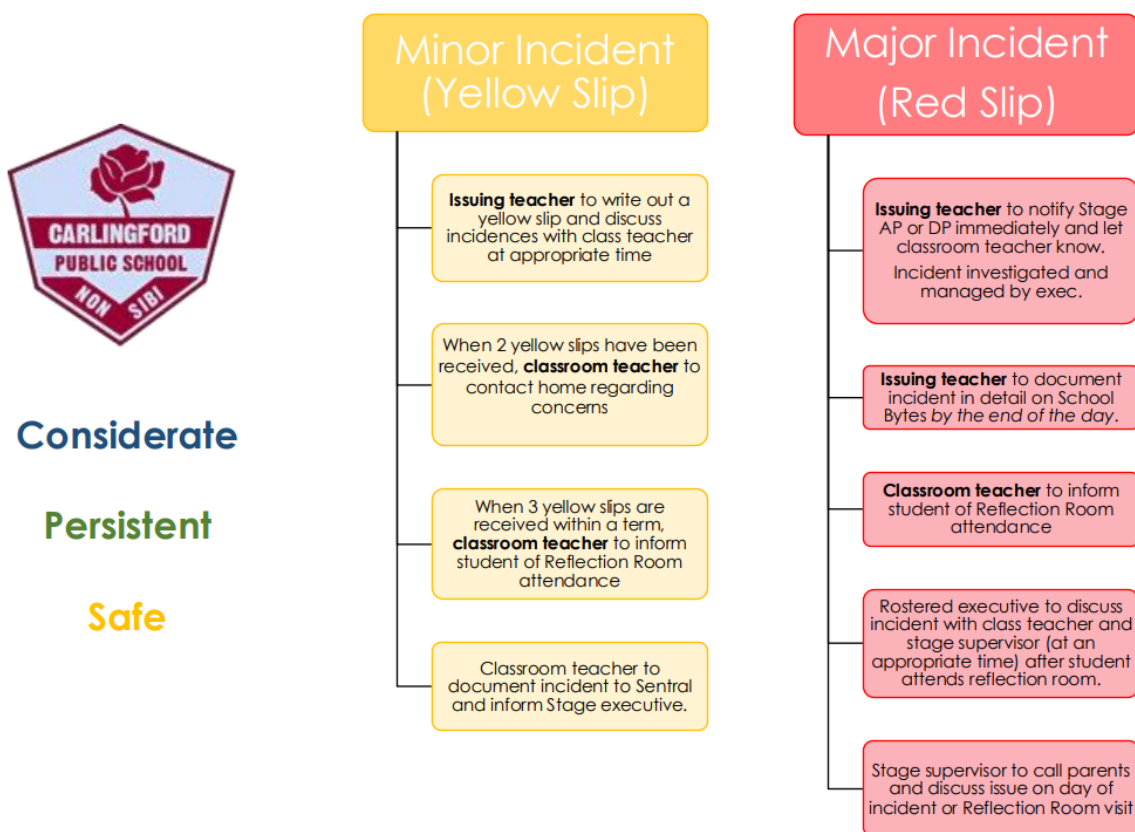 CARLINGFORD
PUBLIC SCHOOL
NON SIBI
Considerate
Persistent
Safe
Minor Incident
(Yellow Slip)
Issuing teacher to write out a
yellow slip and discuss
incidences with class teacher
at appropriate time
When 2 yellow slips have been
received, classroom teacher to
contact home regarding
concerns
When 3 yellow slips are
received within a term,
classroom teacher to inform
student of Reflection Room
attendance
Classroom teacher to
document incident to Sentral
and inform Stage executive.
Major Incident
(Red Slip)
Issuing teacher to notify Stage
AP or DP immediately and let
classroom teacher know.
Incident investigated and
managed by exec.
Issuing teacher to document
incident in detail on School
Bytes by the end of the day.
Classroom teacher to inform
student of Reflection Room
attendance
Rostered executive to discuss
incident with class teacher and
stage supervisor (at an
appropriate time) after student
attends reflection room.
Stage supervisor to call parents
and discuss issue on day of
incident or Reflection Room visit